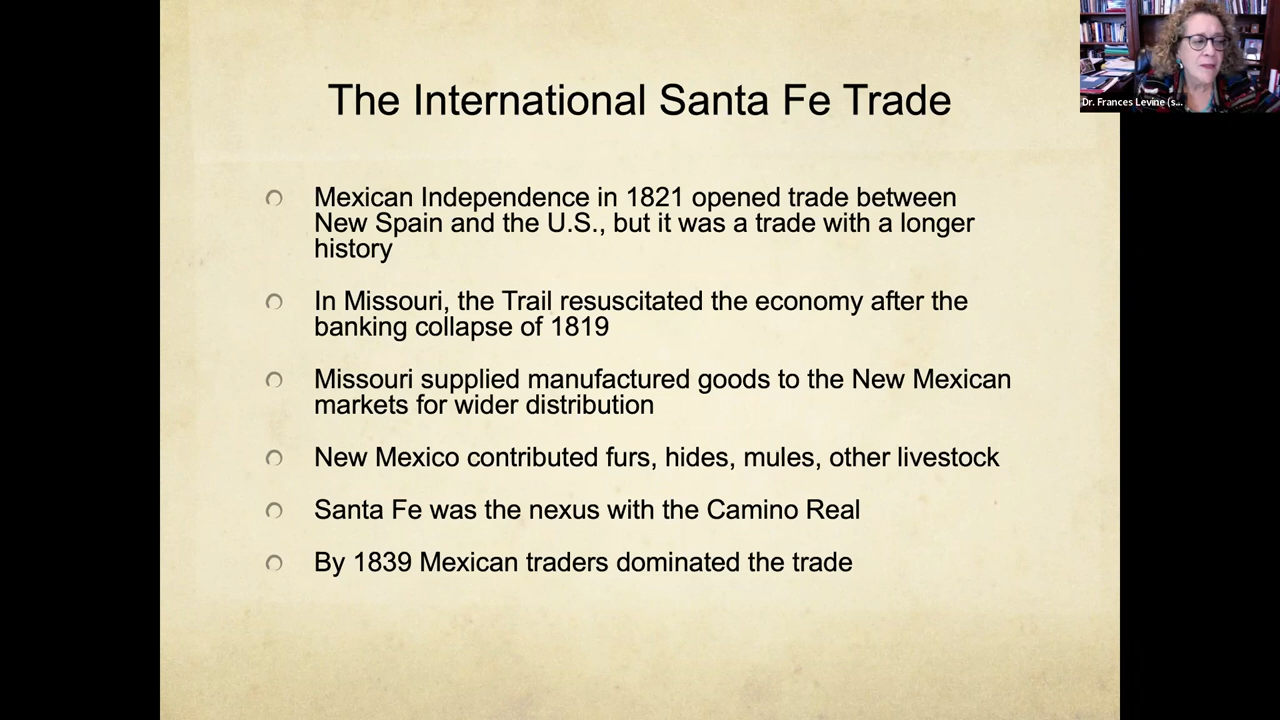 The International Santa Fe Trade
Dr. Frances Levine (s...
Mexican Independence in 1821 opened trade between
New Spain and the U.S., but it was a trade with a longer
history
In Missouri, the Trail resuscitated the economy after the
banking collapse of 1819
Missouri supplied manufactured goods to the New Mexican
markets for wider distribution
New Mexico contributed furs, hides, mules, other livestock
Santa Fe was the nexus with the Camino Real
By 1839 Mexican traders dominated the trade